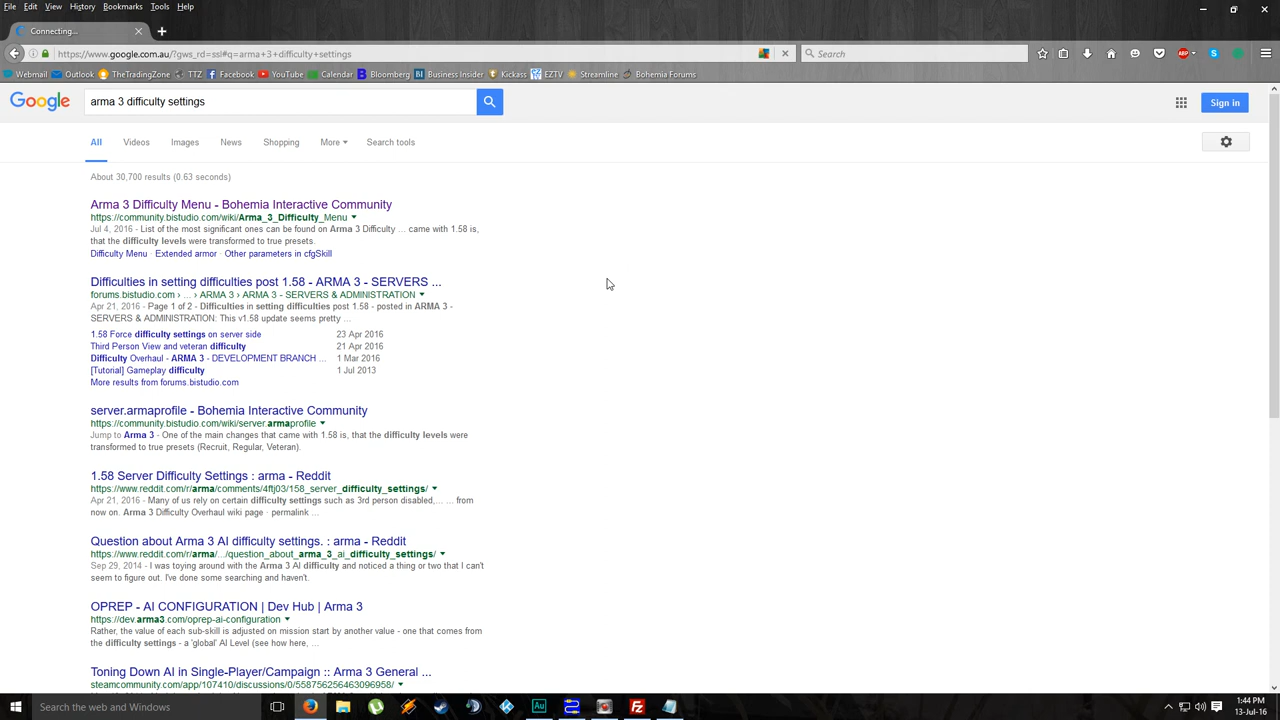 File Edit View History Bookmarks Tools Help
Connecting...
https://www.google.com.au/?gws_rd=ssl#q=arma+3+difficulty+settings
Search
Webmail Outlook TheTradingZone TTZ Facebook YouTube Calendar Bloomberg Business Insider Kickass EZTV Streamline Bohemia Forums
Google
arma 3 difficulty settings
Sign in
All Videos Images News Shopping More Search tools
About 30,700 results (0.63 seconds)
Arma 3 Difficulty Menu - Bohemia Interactive Community
https://community.bistudio.com/wiki/Arma_3_Difficulty_Menu
Jul 4, 2016 - List of the most significant ones can be found on Arma 3 Difficulty ... came with 1.58 is,
that the difficulty levels were transformed to true presets.
Difficulty Menu · Extended armor · Other parameters in cfgSkill
Difficulties in setting difficulties post 1.58 - ARMA 3 - SERVERS ...
forums.bistudio.com › ... › ARMA 3 › ARMA 3 - SERVERS & ADMINISTRATION
Apr 21, 2016 - Page 1 of 2 - Difficulties in setting difficulties post 1.58 - posted in ARMA 3 -
SERVERS & ADMINISTRATION: This v1.58 update seems pretty ...
1.58 Force difficulty settings on server side 23 Apr 2016
Third Person View and veteran difficulty 21 Apr 2016
Difficulty Overhaul - ARMA 3 - DEVELOPMENT BRANCH ... 1 Mar 2016
[Tutorial] Gameplay difficulty 1 Jul 2013
More results from forums.bistudio.com
server.armaprofile - Bohemia Interactive Community
https://community.bistudio.com/wiki/server.armaprofile
Jump to Arma 3 - One of the main changes that came with 1.58 is, that the difficulty levels were
transformed to true presets (Recruit, Regular, Veteran).
1.58 Server Difficulty Settings : arma - Reddit
https://www.reddit.com/r/arma/comments/4ftj03/158_server_difficulty_settings/
Apr 21, 2016 - Many of us rely on certain difficulty settings such as 3rd person disabled,... ... from
now on. Arma 3 Difficulty Overhaul wiki page · permalink ...
Question about Arma 3 AI difficulty settings. : arma - Reddit
https://www.reddit.com/r/arma/.../question_about_arma_3_ai_difficulty_settings/
Sep 29, 2014 - I was toying around with the Arma 3 AI difficulty and noticed a thing or two that I can't
seem to figure out. I've done some searching and haven't.
OPREP - AI CONFIGURATION | Dev Hub | Arma 3
https://dev.arma3.com/oprep-ai-configuration
Rather, the value of each sub-skill is adjusted on mission start by another value - one that comes from
the difficulty settings - a 'global' AI Level (see how here, ...
Toning Down AI in Single-Player/Campaign :: Arma 3 General ...
steamcommunity.com/app/107410/discussions/0/558756256463096958/
Search the web and Windows
1:44 PM
13-Jul-16